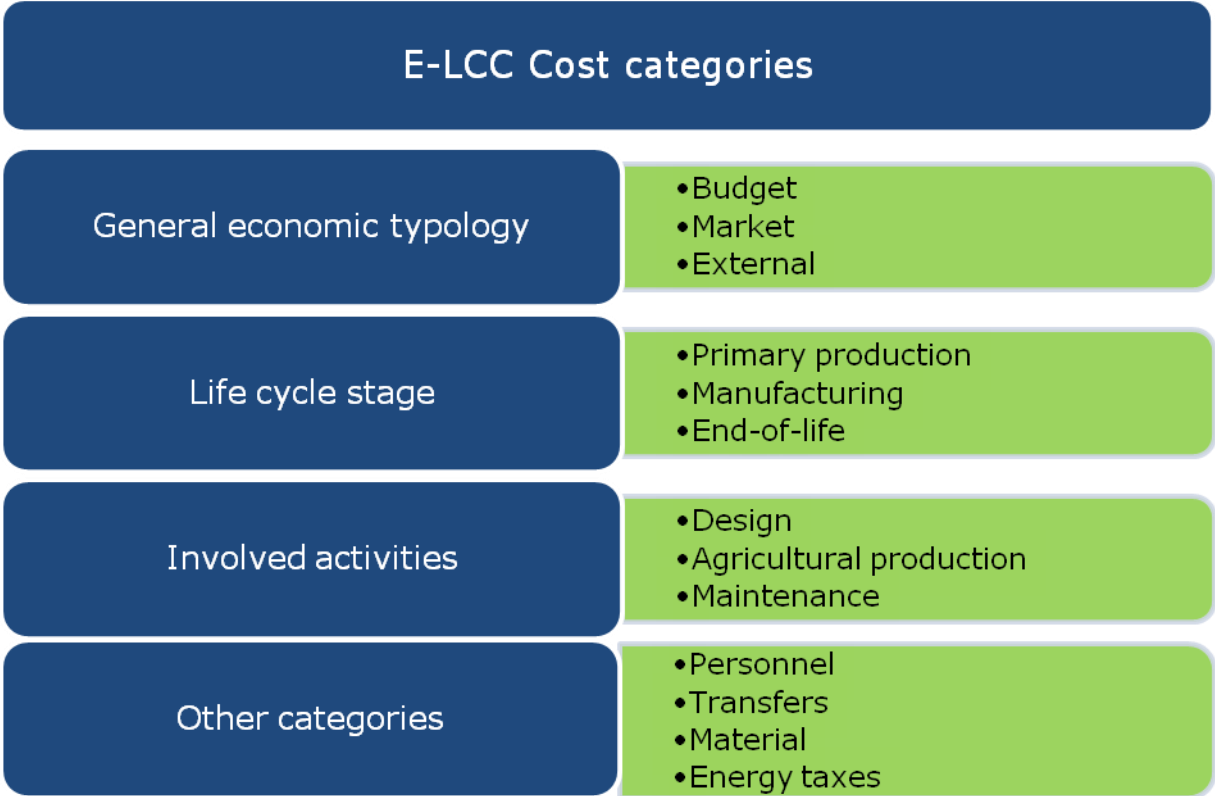 E-LCC Cost categories
General economic typology
•Budget
•Market
•External
Life cycle stage
•Primary production
•Manufacturing
•End-of-life
Involved activities
•Design
•Agricultural production
•Maintenance
Other categories
•Personnel
•Transfers
•Material
•Energy taxes